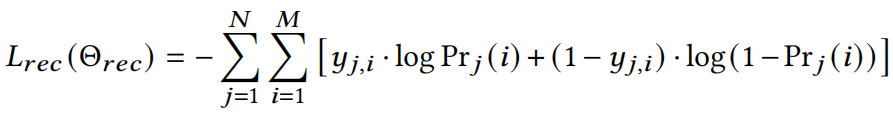 $L_{rec}(\Theta_{rec}) = -\sum_{j=1}^{N}\sum_{i=1}^{M}\left[y_{j,i} \cdot \log \Pr_j(i) + (1 - y_{j,i}) \cdot \log(1 - \Pr_j(i))\right]$